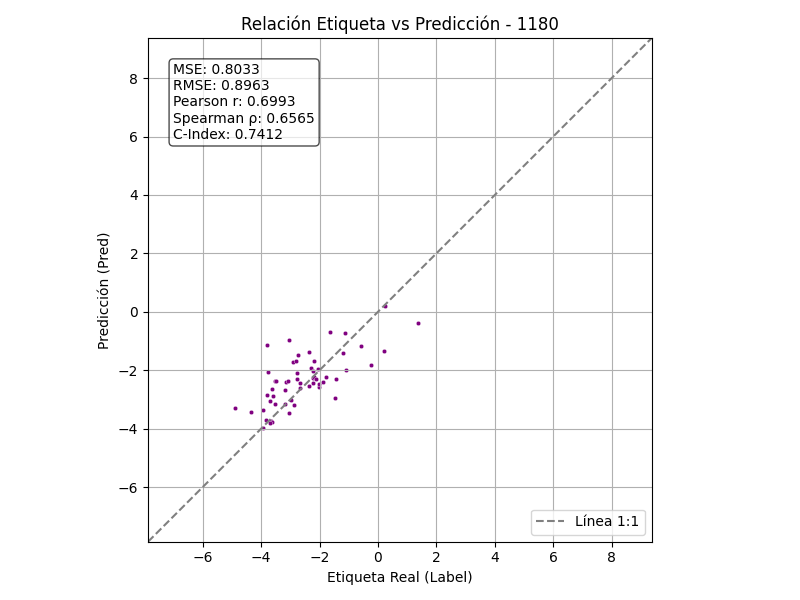 Relación Etiqueta vs Predicción - 1180
MSE: 0.8033
RMSE: 0.8963
Pearson r: 0.6993
Spearman ρ: 0.6565
C-Index: 0.7412
8
6
4
2
0
−2
−4
−6
Predicción (Pred)
Línea 1:1
−6 −4 −2 0 2 4 6 8
Etiqueta Real (Label)